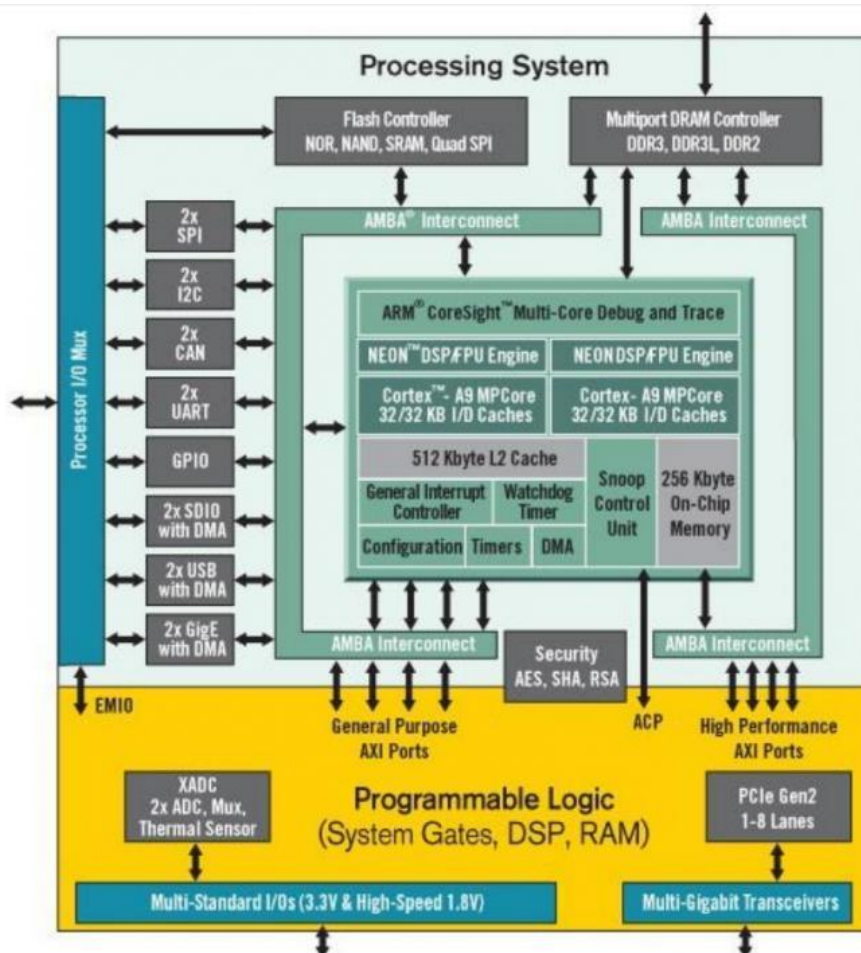 Processing System
Flash Controller
NOR, NAND, SRAM, Quad SPI
Multiport DRAM Controller
DDR3, DDR3L, DDR2
AMBA® Interconnect
AMBA Interconnect
Processor I/O Mux
2x
SPI
2x
I2C
2x
CAN
2x
UART
GPIO
2x SDIO
with DMA
2x USB
with DMA
2x GigE
with DMA
ARM® CoreSight™ Multi-Core Debug and Trace
NEON™ DSP/FPU Engine
NEON DSP/FPU Engine
Cortex™- A9 MPCore
32/32 KB I/D Caches
Cortex- A9 MPCore
32/32 KB I/D Caches
512 Kbyte L2 Cache
General Interrupt
Controller
Watchdog
Timer
Configuration
Timers
DMA
Snoop
Control
Unit
256 Kbyte
On-Chip
Memory
AMBA Interconnect
AMBA Interconnect
Security
AES, SHA, RSA
EMIO
General Purpose
AXI Ports
ACP
High Performance
AXI Ports
XADC
2x ADC, Mux,
Thermal Sensor
Programmable Logic
(System Gates, DSP, RAM)
PCIe Gen2
1-8 Lanes
Multi-Standard I/Os (3.3V & High-Speed 1.8V)
Multi-Gigabit Transceivers